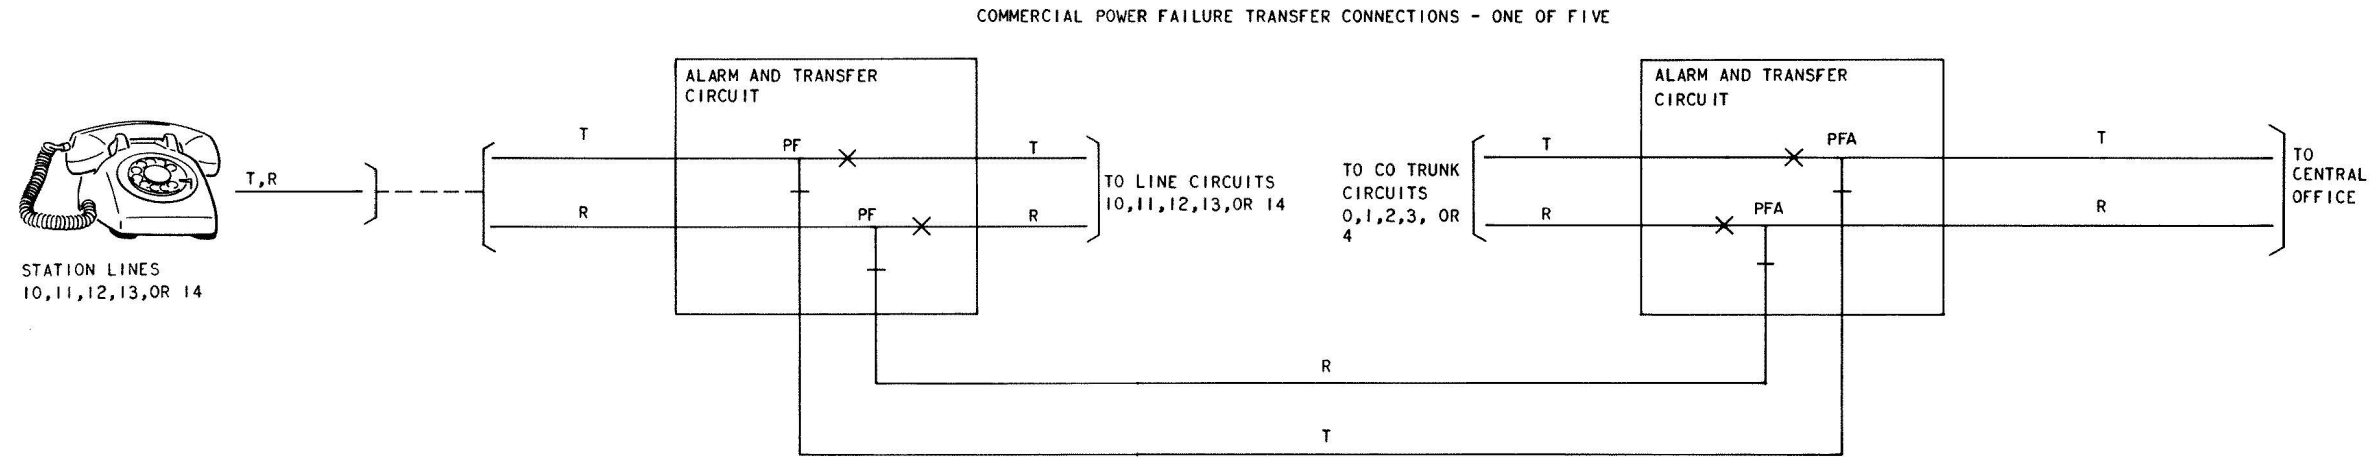 COMMERCIAL POWER FAILURE TRANSFER CONNECTIONS - ONE OF FIVE
T,R
STATION LINES
10,11,12,13,OR 14
T
R
ALARM AND TRANSFER
CIRCUIT
PF
PF
T
R
TO LINE CIRCUITS
10,11,12,13,OR 14
TO CO TRUNK
CIRCUITS
0,1,2,3, OR
4
T
R
ALARM AND TRANSFER
CIRCUIT
PFA
PFA
T
R
TO
CENTRAL
OFFICE
R
T